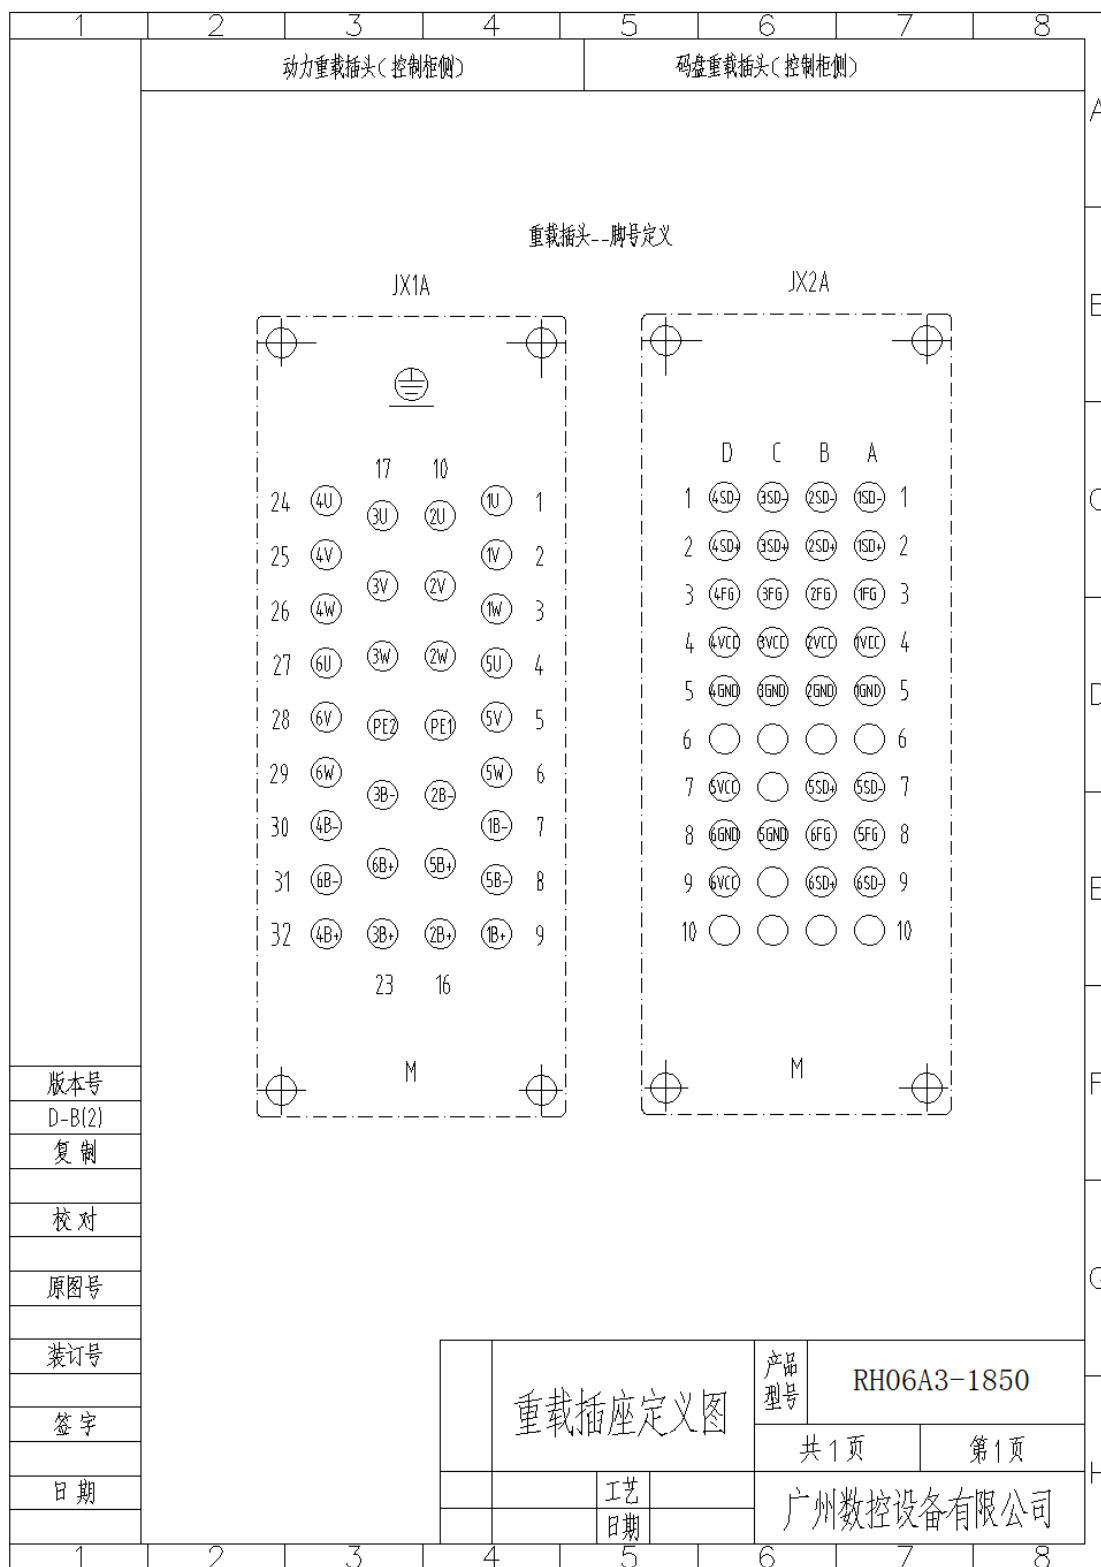 1 2 3 4 5 6 7 8
动力重载插头(控制柜侧) 码盘重载插头(控制柜侧)
A
重载插头--脚号定义
JX1A JX2A
B
D C B A
17 10
C
24 4U 3U 2U 1U 1
25 4V 1V 2
3V 2V
26 4W 1W 3
3W 2W
27 6U 5U 4
28 6V PE2 PE1 5V 5
29 6W 5W 6
3B- 2B-
30 4B- 1B- 7
6B+ 5B+
31 6B- 5B- 8
32 4B+ 3B+ 2B+ 1B+ 9
23 16
M
1 4SD- 3SD- 2SD- 1SD- 1
2 4SD+ 3SD+ 2SD+ 1SD+ 2
3 4FG 3FG 2FG 1FG 3
4 4VCC 3VCC 2VCC 1VCC 4
5 4GND 3GND 2GND 1GND 5
D
6 6
7 5VCC 5SD+ 5SD- 7
8 6GND 5GND 6FG 5FG 8
9 6VCC 6SD+ 6SD- 9
E
10 10
M
F
版本号
D-B(2)
复制
校对
原图号
装订号
签字
日期
G
重载插座定义图
产品
型号
RH06A3-1850
共1页 第1页
H
工艺
日期
广州数控设备有限公司
1 2 3 4 5 6 7 8